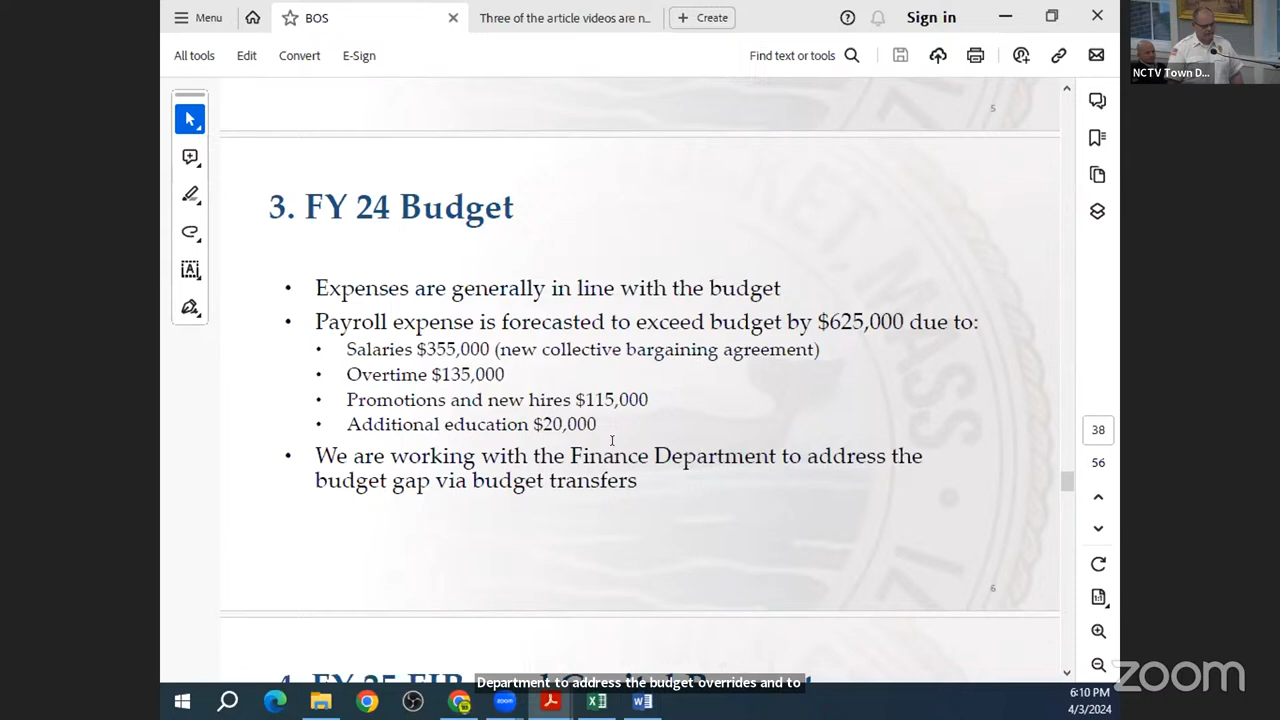 Menu
BOS
Three of the article videos are n...
Create
Sign in
All tools
Edit
Convert
E-Sign
Find text or tools
NCTV Town D...
5
3. FY 24 Budget
• Expenses are generally in line with the budget
• Payroll expense is forecasted to exceed budget by $625,000 due to:
• Salaries $355,000 (new collective bargaining agreement)
• Overtime $135,000
• Promotions and new hires $115,000
• Additional education $20,000
• We are working with the Finance Department to address the
budget gap via budget transfers
6
38
56
1:1
4. FY 25
Department to address the budget overrides and to
zoom
6:10 PM
4/3/2024